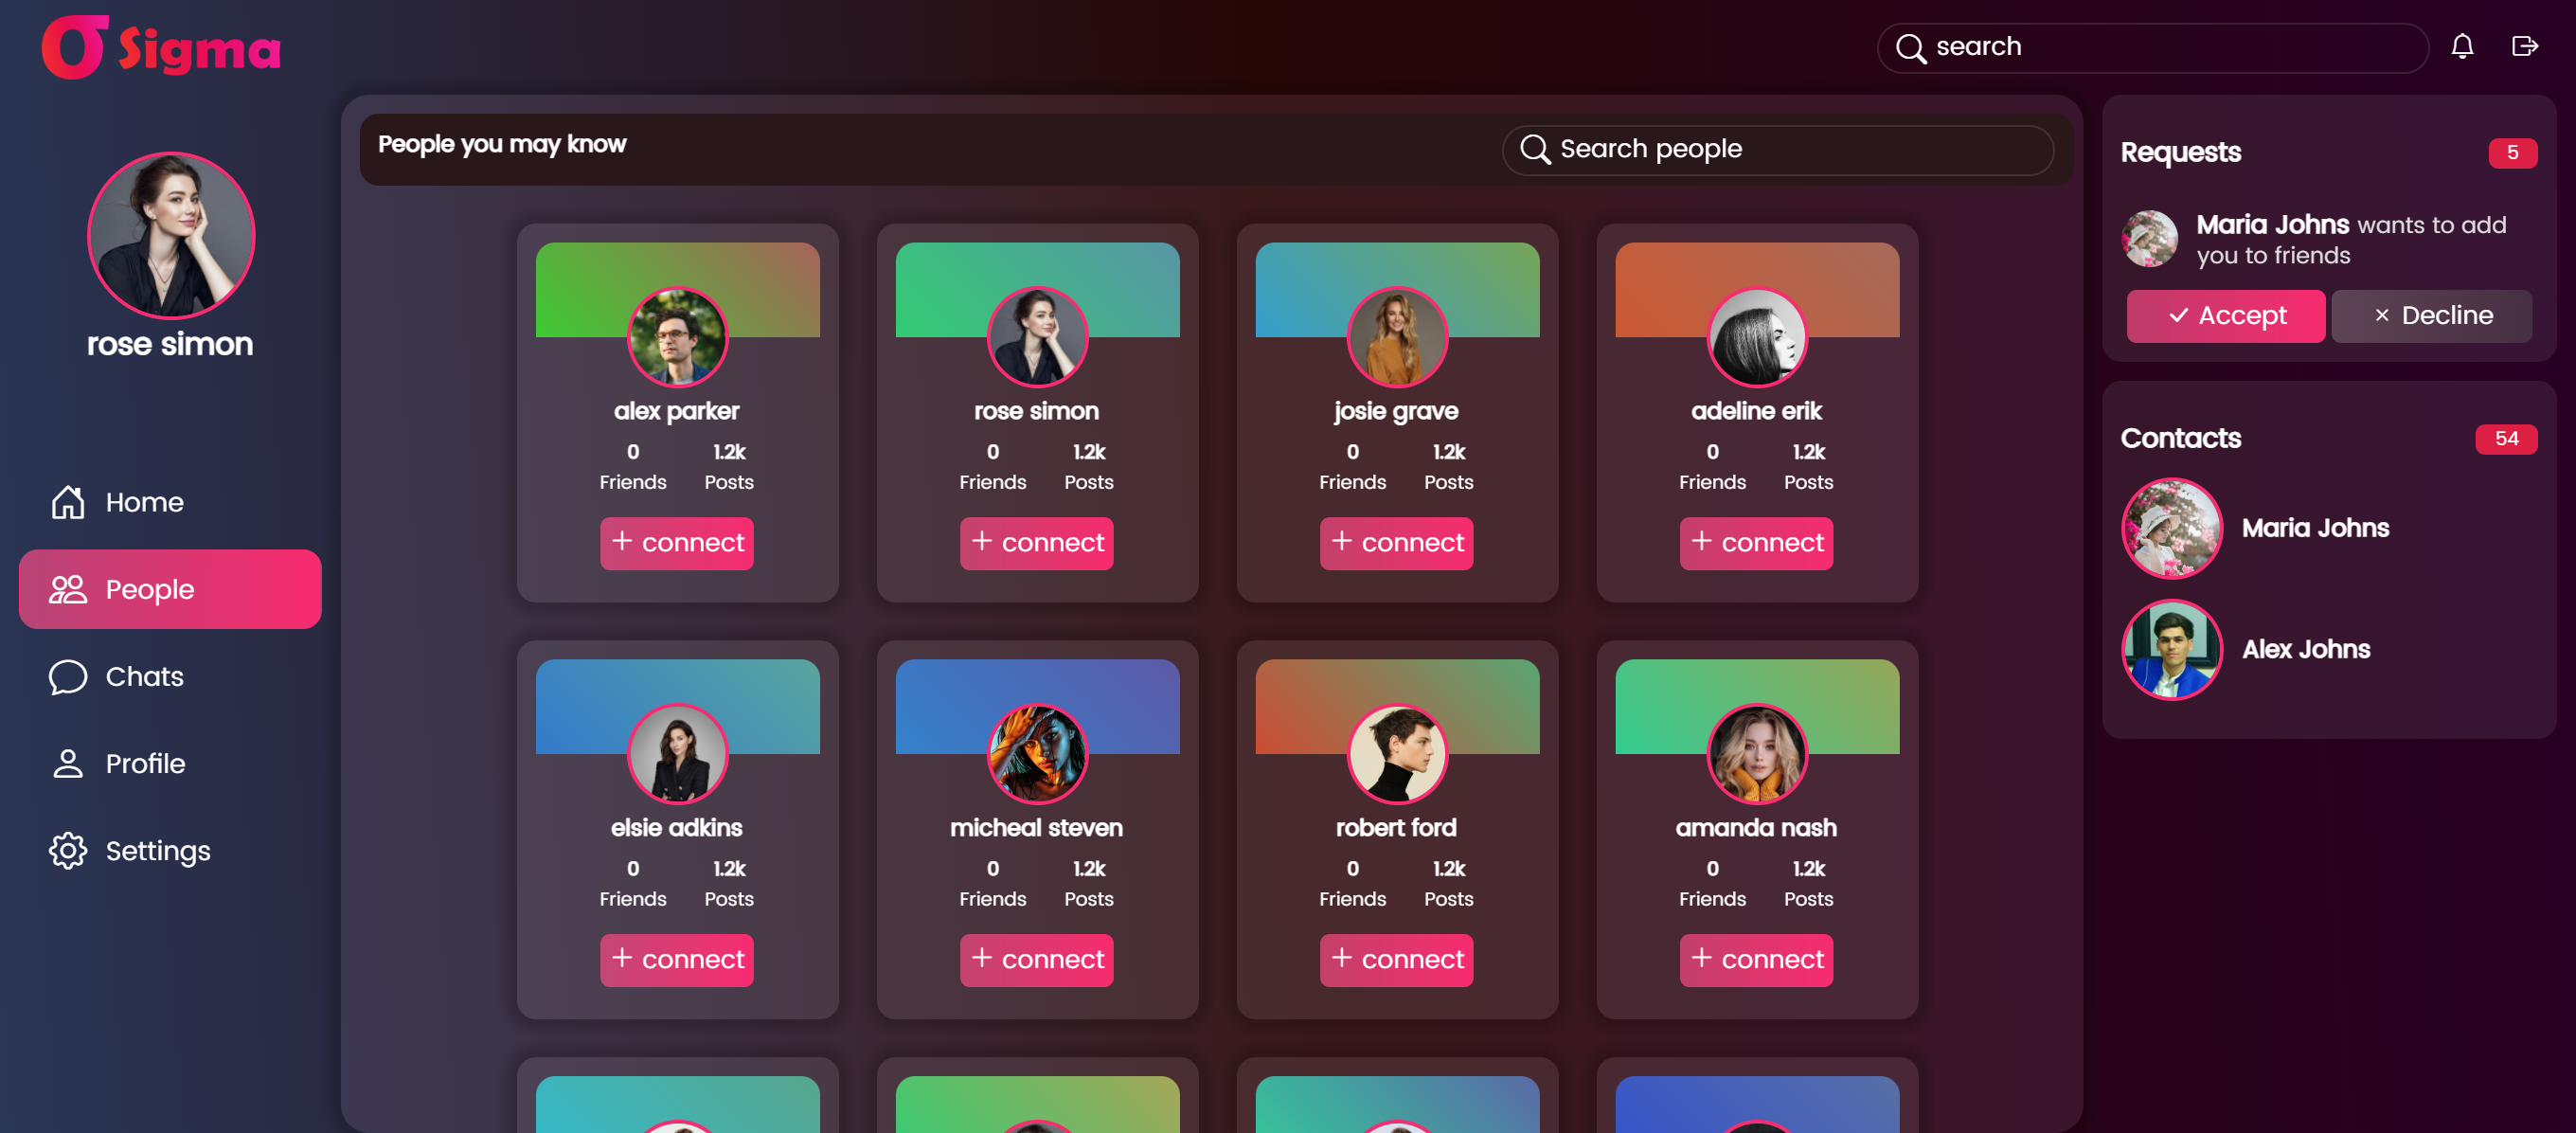 σ Sigma
search
rose simon
Home
People
Chats
Profile
Settings
People you may know
Search people
alex parker
0 1.2k
Friends Posts
+ connect
rose simon
0 1.2k
Friends Posts
+ connect
josie grave
0 1.2k
Friends Posts
+ connect
adeline erik
0 1.2k
Friends Posts
+ connect
elsie adkins
0 1.2k
Friends Posts
+ connect
micheal steven
0 1.2k
Friends Posts
+ connect
robert ford
0 1.2k
Friends Posts
+ connect
amanda nash
0 1.2k
Friends Posts
+ connect
Requests 5
Maria Johns wants to add
you to friends
Accept
Decline
Contacts 54
Maria Johns
Alex Johns